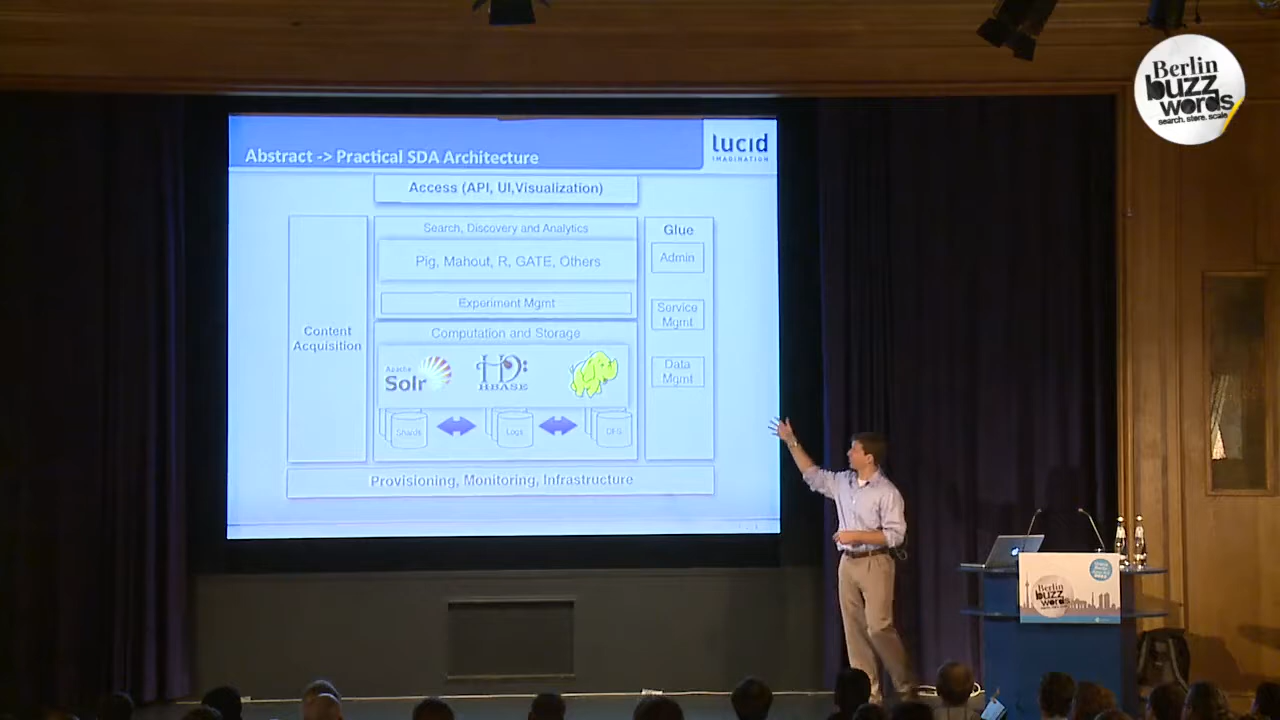 Berlin
buzz
words
search. store. scale
Abstract -> Practical SDA Architecture
lucid
IMAGINATION
Access (API, UI,Visualization)
Search, Discovery and Analytics
Pig, Mahout, R, GATE, Others
Experiment Mgmt
Content
Acquisition
Computation and Storage
Apache
Solr
HBASE
Shards
Logs
DFS
Glue
Admin
Service
Mgmt
Data
Mgmt
Provisioning, Monitoring, Infrastructure
Berlin
buzz
words